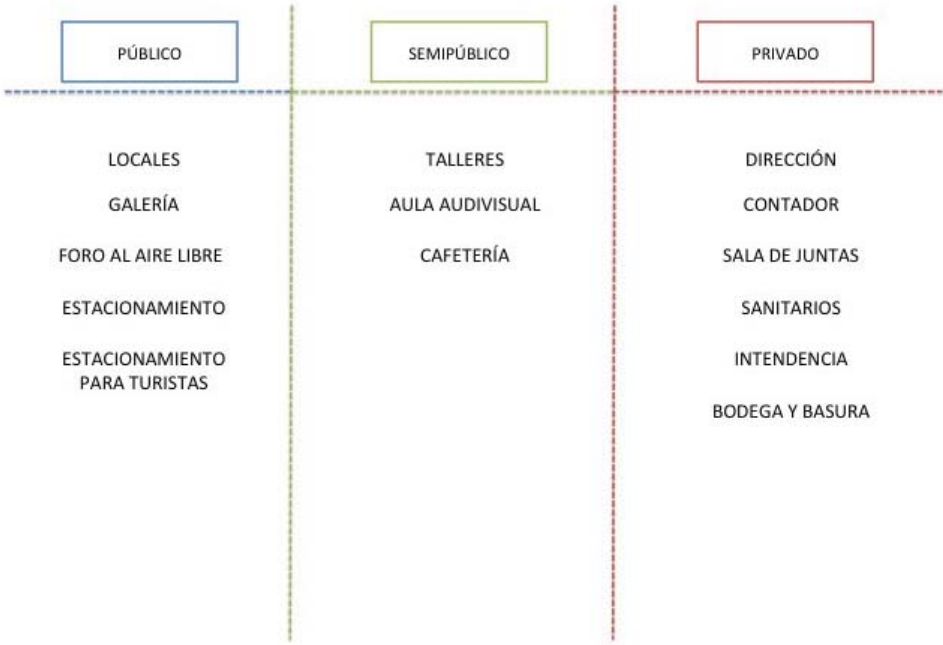 PÚBLICO
SEMIPÚBLICO
PRIVADO
LOCALES
GALERÍA
FORO AL AIRE LIBRE
ESTACIONAMIENTO
ESTACIONAMIENTO
PARA TURISTAS
TALLERES
AULA AUDIVISUAL
CAFETERÍA
DIRECCIÓN
CONTADOR
SALA DE JUNTAS
SANITARIOS
INTENDENCIA
BODEGA Y BASURA